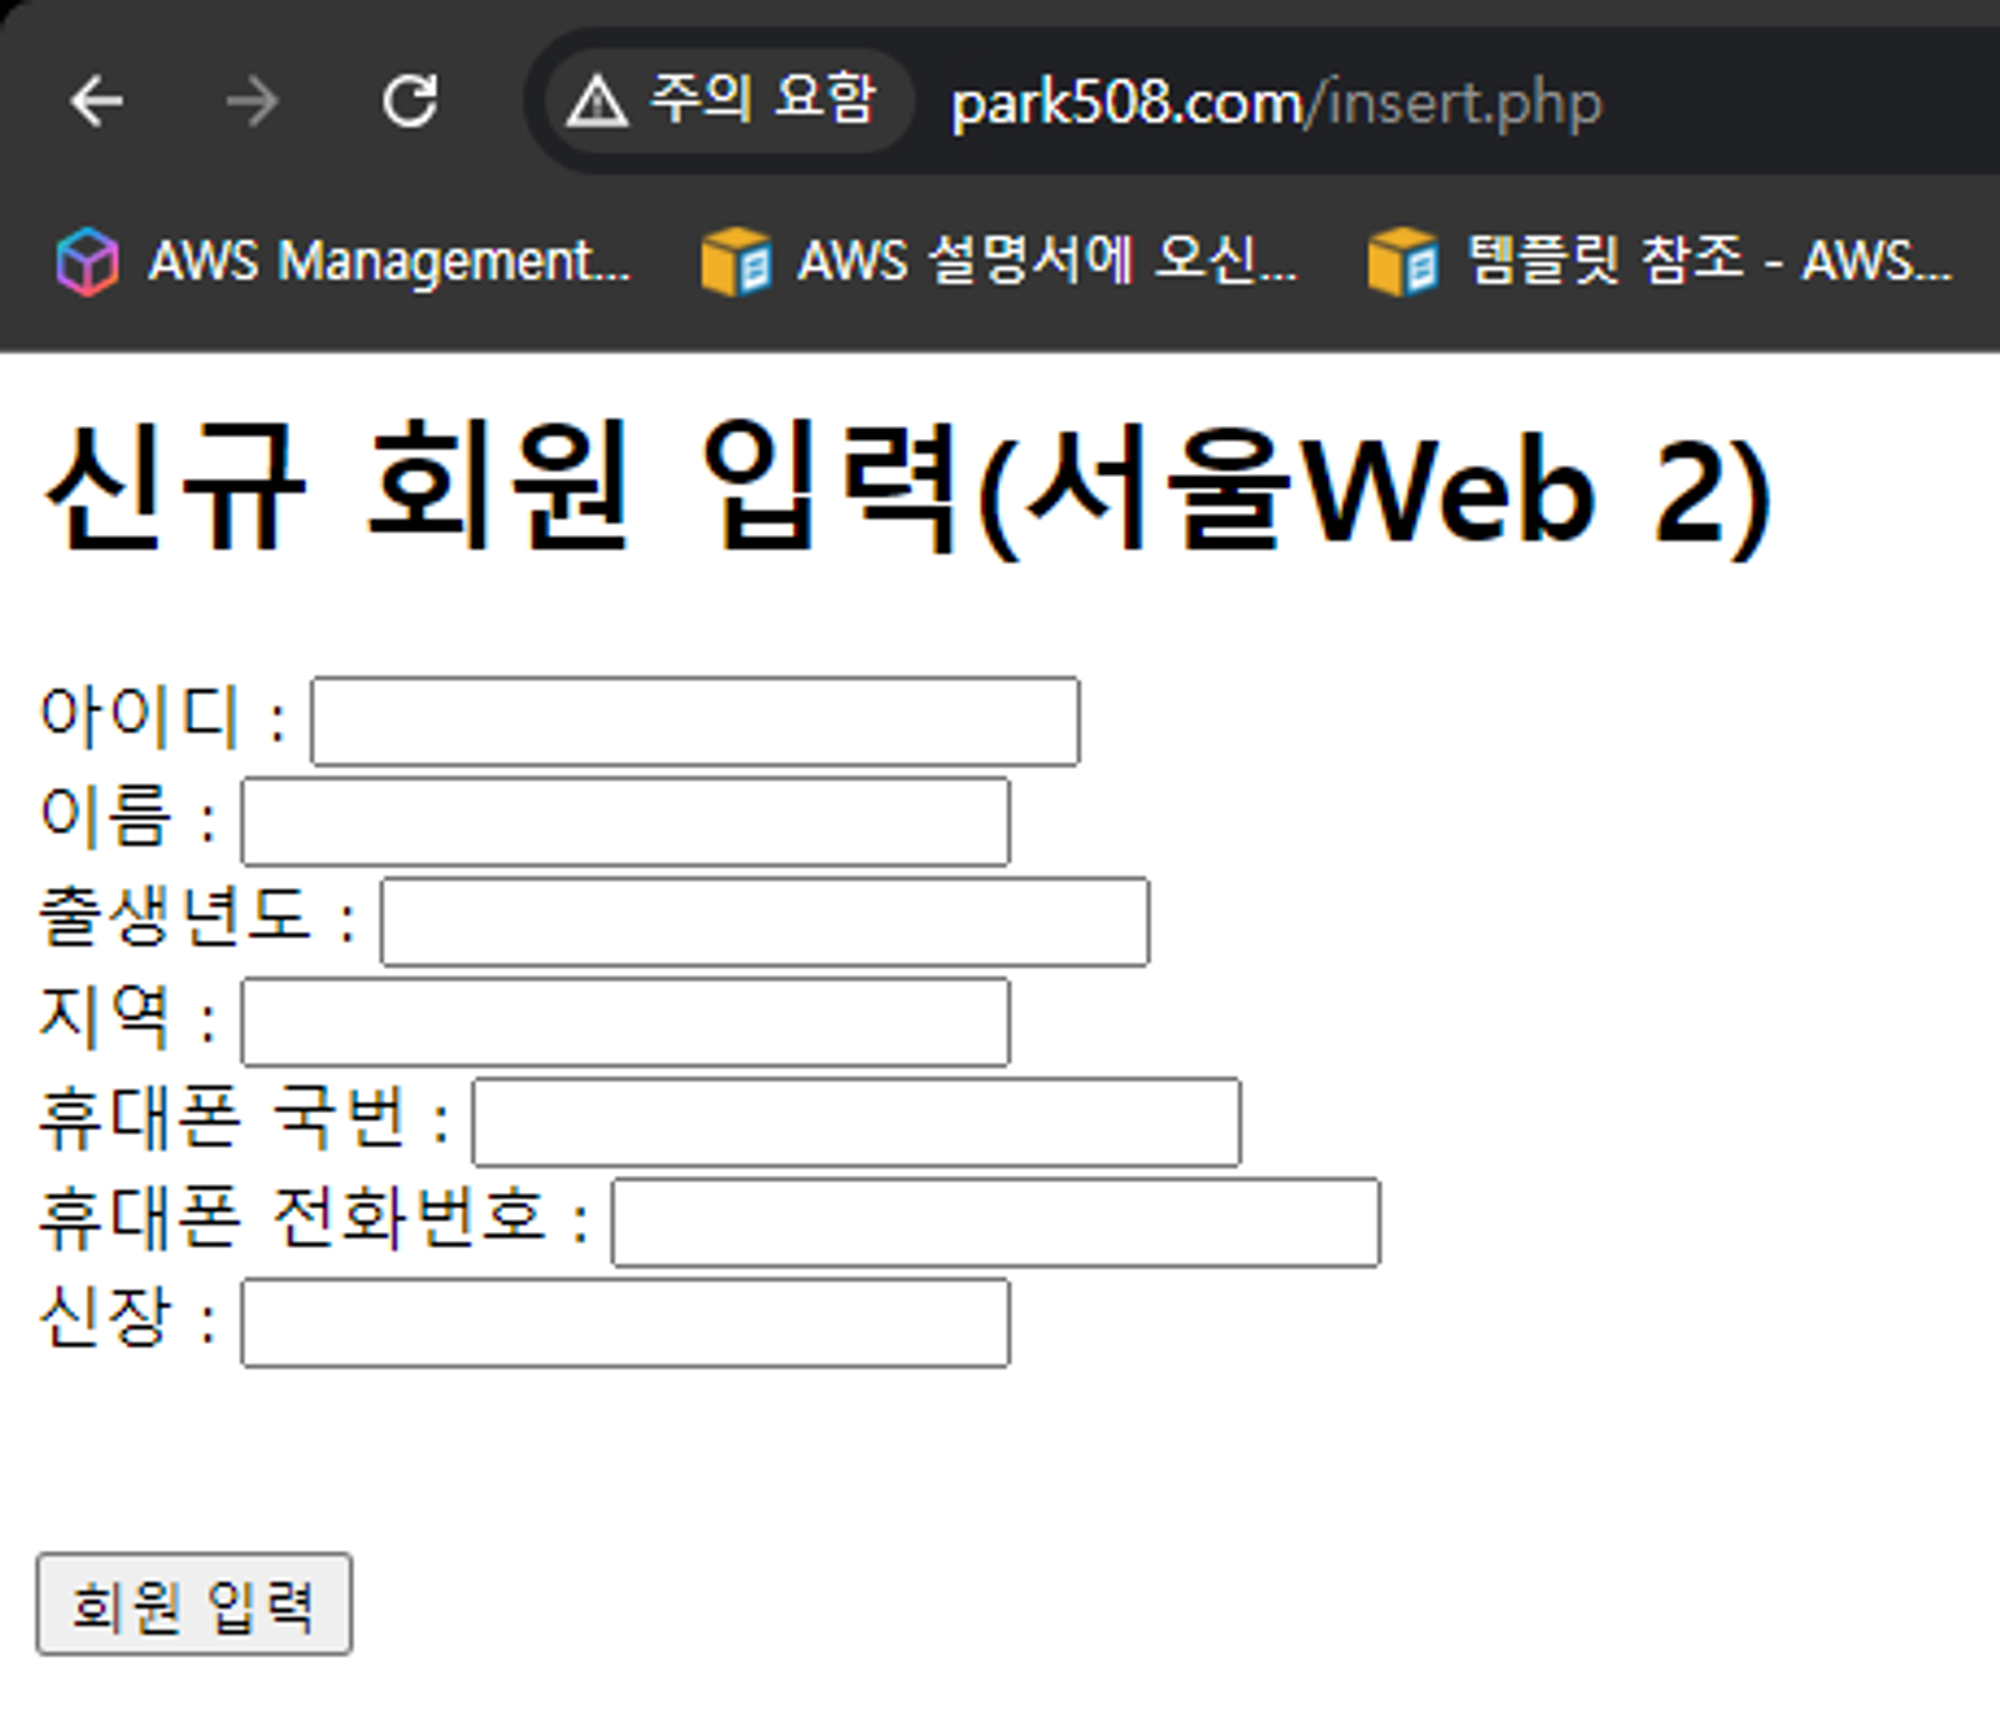 주의 요함 park508.com/insert.php
AWS Management... AWS 설명서에 오신... 템플릿 참조 - AWS...
신규 회원 입력(서울Web 2)
아이디 :
이름 :
출생년도 :
지역 :
휴대폰 국번 :
휴대폰 전화번호 :
신장 :
회원 입력